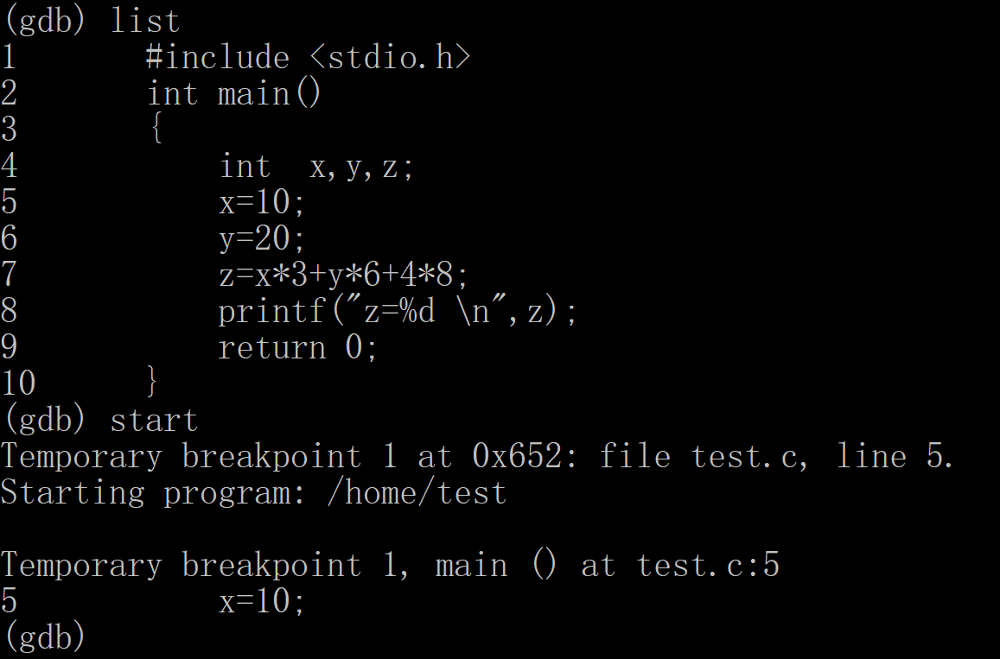 (gdb) list
1       #include <stdio.h>
2       int main()
3       {
4           int  x,y,z;
5           x=10;
6           y=20;
7           z=x*3+y*6+4*8;
8           printf("z=%d \n",z);
9           return 0;
10      }
(gdb) start
Temporary breakpoint 1 at 0x652: file test.c, line 5.
Starting program: /home/test

Temporary breakpoint 1, main () at test.c:5
5           x=10;
(gdb)